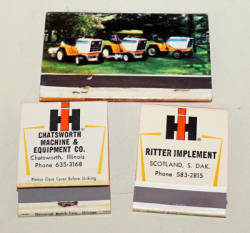 IH
CHATSWORTH
MACHINE &
EQUIPMENT CO.
Chatsworth, Illinois
Phone 635-3168
Please Close Cover Before Striking
IH
RITTER IMPLEMENT
SCOTLAND, S. DAK.
Phone 583-2815